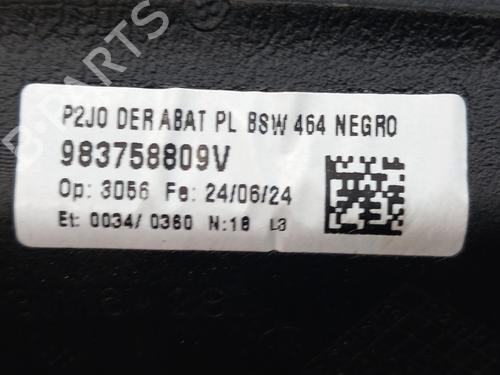 P2JO DER ABAT PL BSW 464 NEGRO
983758809V
Op: 3056 Fe: 24/06/24
Et: 0034/ 0360 N:18 L3
B-PARTS